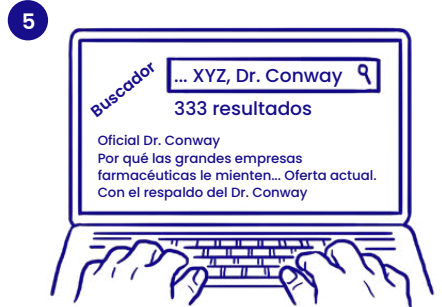 5
Buscador
... XYZ, Dr. Conway
333 resultados
Oficial Dr. Conway
Por qué las grandes empresas
farmacéuticas le mienten... Oferta actual.
Con el respaldo del Dr. Conway